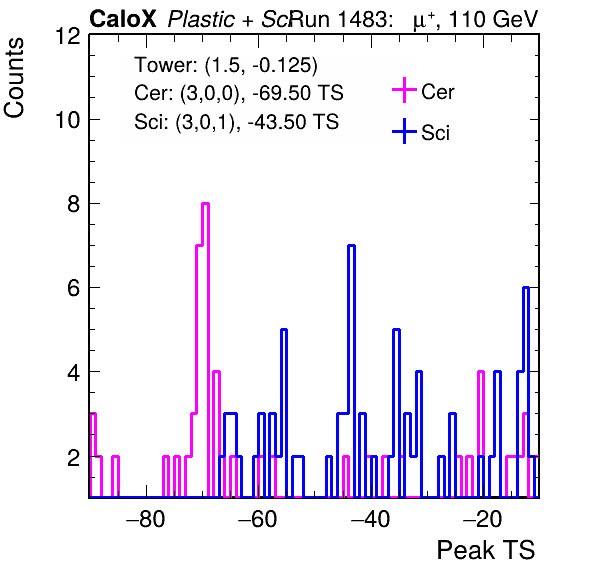 CaloX Plastic + Sci Run 1483: μ⁺, 110 GeV
Counts
12
10
8
6
4
2
Tower: (1.5, -0.125)
Cer: (3,0,0), -69.50 TS
Sci: (3,0,1), -43.50 TS
Cer
Sci
−80 −60 −40 −20
Peak TS